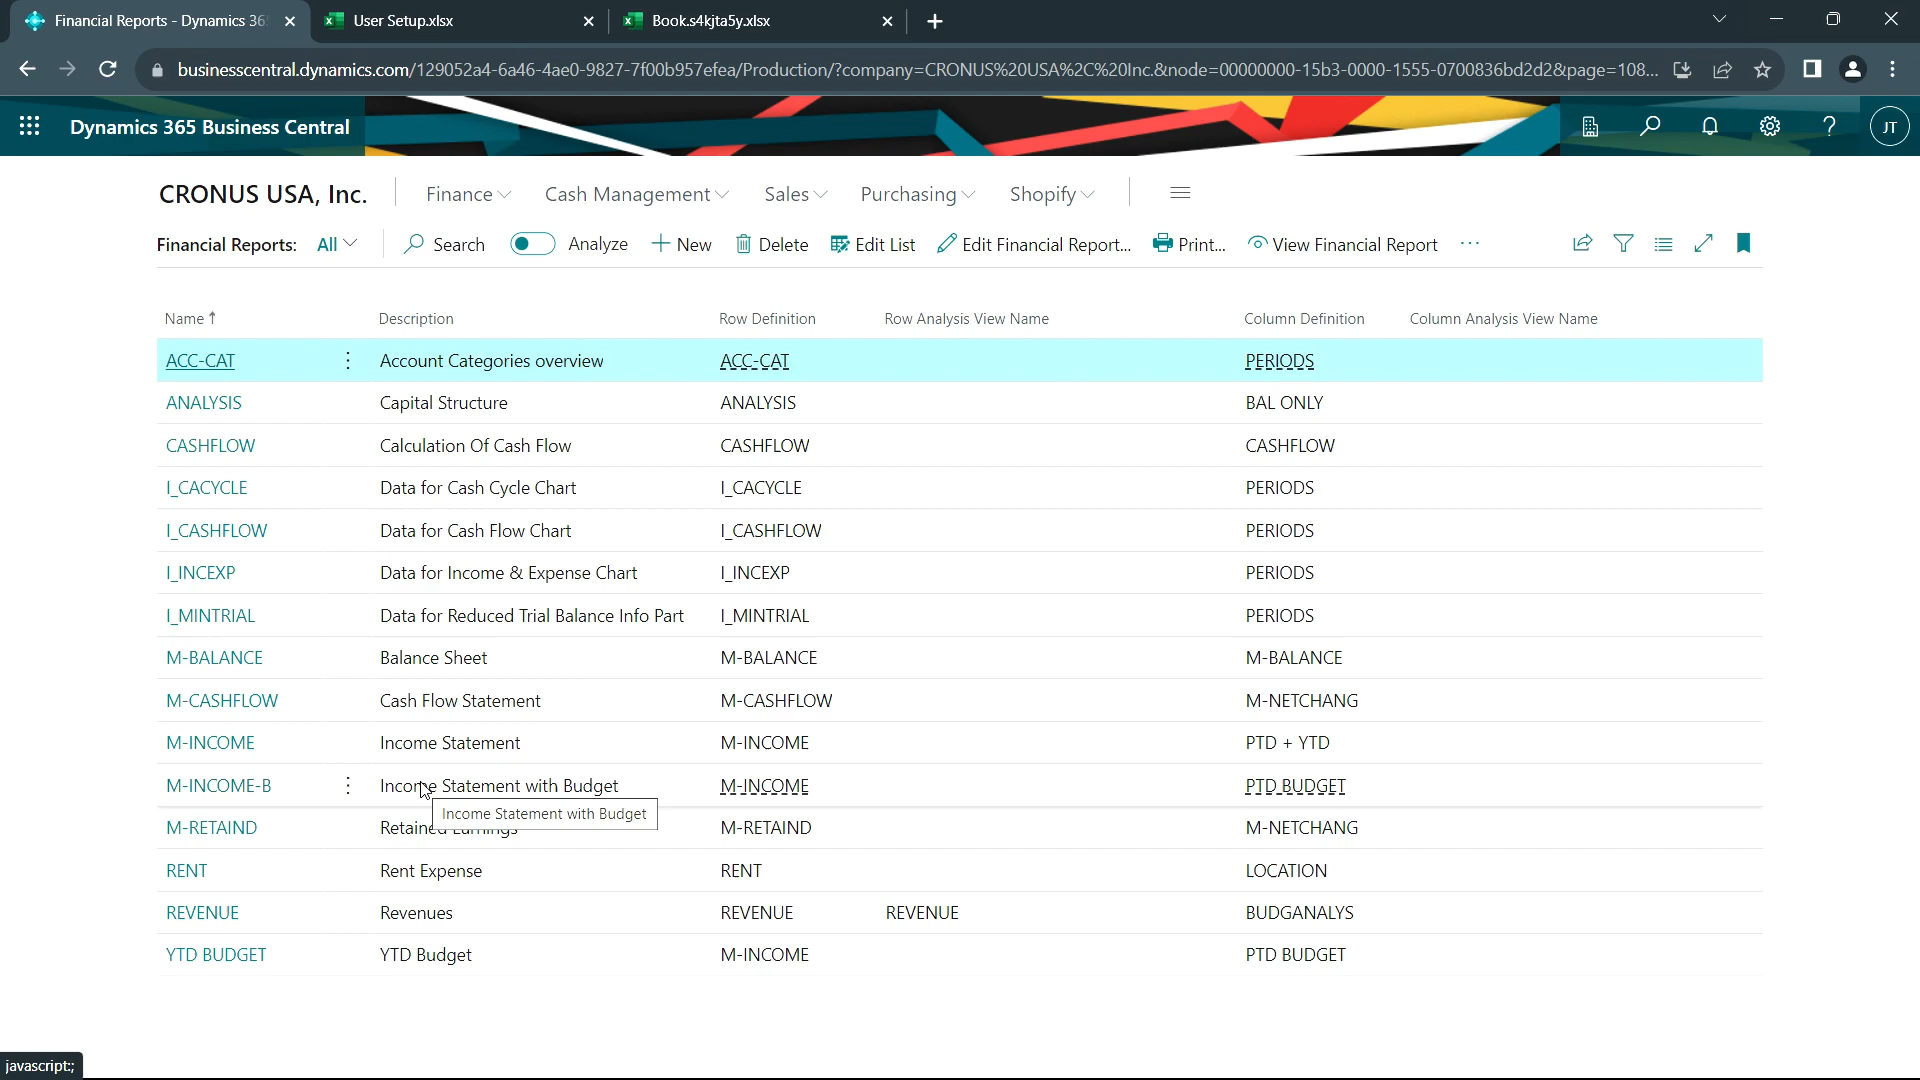 Financial Reports - Dynamics 36
User Setup.xlsx
Book.s4kjta5y.xlsx
businesscentral.dynamics.com/129052a4-6a46-4ae0-9827-7f00b957efea/Production/?company=CRONUS%20USA%2C%20Inc.&node=00000000-15b3-0000-1555-0700836bd2d2&page=108...
Dynamics 365 Business Central
JT
CRONUS USA, Inc. Finance Cash Management Sales Purchasing Shopify
Financial Reports: All Search Analyze New Delete Edit List Edit Financial Report... Print... View Financial Report ...
Name Description Row Definition Row Analysis View Name Column Definition Column Analysis View Name
ACC-CAT Account Categories overview ACC-CAT PERIODS
ANALYSIS Capital Structure ANALYSIS BAL ONLY
CASHFLOW Calculation Of Cash Flow CASHFLOW CASHFLOW
I_CACYCLE Data for Cash Cycle Chart I_CACYCLE PERIODS
I_CASHFLOW Data for Cash Flow Chart I_CASHFLOW PERIODS
I_INCEXP Data for Income & Expense Chart I_INCEXP PERIODS
I_MINTRIAL Data for Reduced Trial Balance Info Part I_MINTRIAL PERIODS
M-BALANCE Balance Sheet M-BALANCE M-BALANCE
M-CASHFLOW Cash Flow Statement M-CASHFLOW M-NETCHANG
M-INCOME Income Statement M-INCOME PTD + YTD
M-INCOME-B Income Statement with Budget M-INCOME PTD BUDGET
Income Statement with Budget
M-RETAIND Retained Earnings M-RETAIND M-NETCHANG
RENT Rent Expense RENT LOCATION
REVENUE Revenues REVENUE REVENUE BUDGANALYS
YTD BUDGET YTD Budget M-INCOME PTD BUDGET
javascript:;